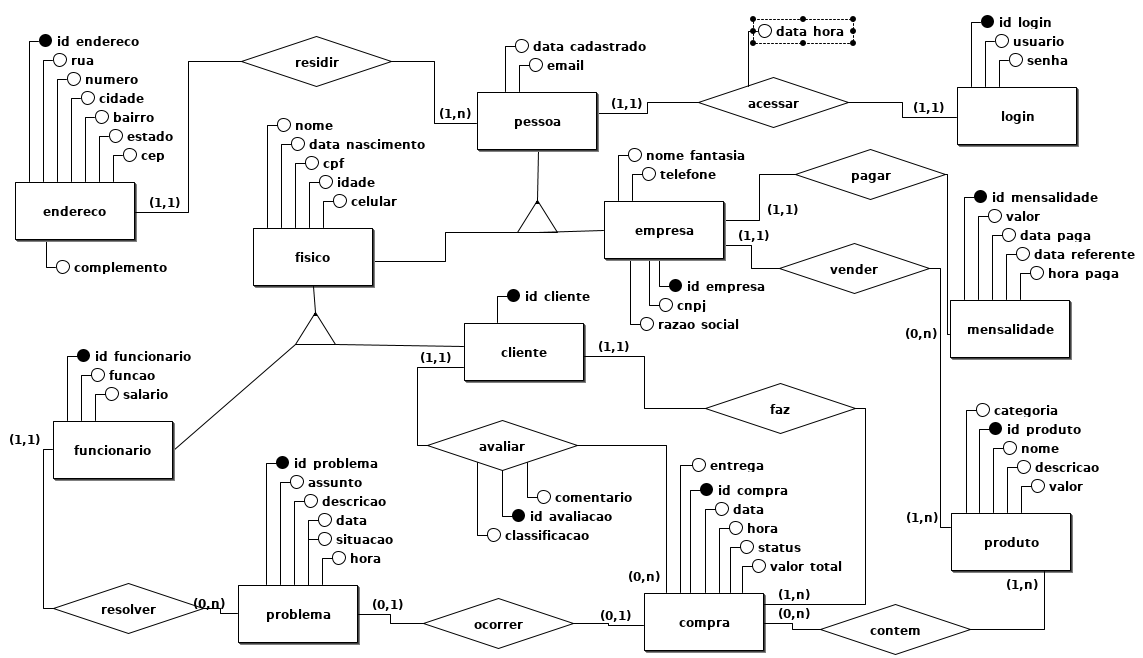 id endereco
rua
numero
cidade
bairro
estado
cep
endereco
(1,1)
complemento
residir
(1,n)
data cadastrado
email
pessoa
(1,1)
data hora
acessar
(1,1)
id login
usuario
senha
login
nome
data nascimento
cpf
idade
celular
fisico
nome fantasia
telefone
empresa
(1,1)
(1,1)
id empresa
cnpj
razao social
pagar
vender
id mensalidade
valor
data paga
data referente
hora paga
mensalidade
(0,n)
id cliente
cliente
(1,1)
(1,1)
id funcionario
funcao
salario
funcionario
(1,1)
faz
avaliar
comentario
id avaliacao
classificacao
categoria
id produto
nome
descricao
valor
produto
(1,n)
(1,n)
id problema
assunto
descricao
data
situacao
hora
problema
resolver
(0,n)
(0,1)
ocorrer
(0,1)
entrega
id compra
data
hora
status
valor total
compra
(0,n)
(1,n)
(0,n)
contem